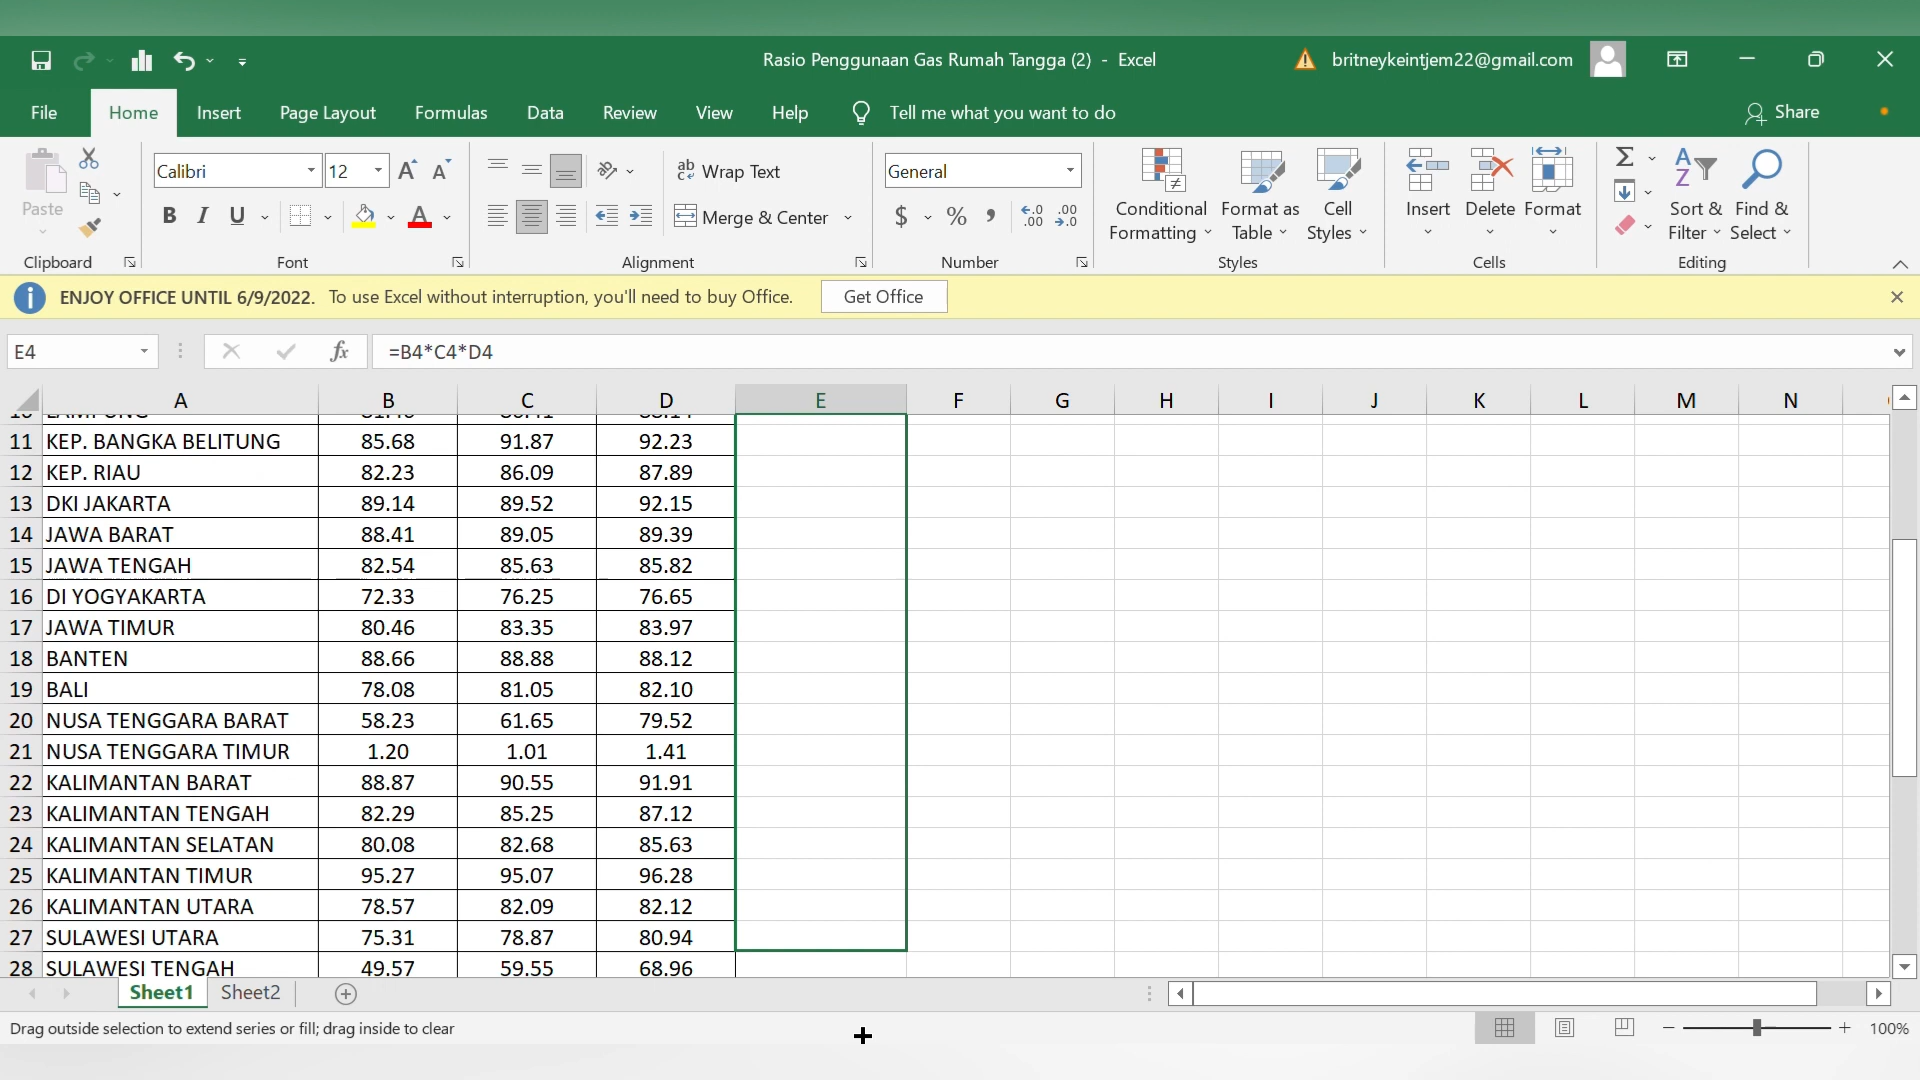 Rasio Penggunaan Gas Rumah Tangga (2) - Excel
britneykeintjem22@gmail.com
File Home Insert Page Layout Formulas Data Review View Help Tell me what you want to do Share
Paste
Clipboard
Calibri 12
B I U A
Font
ab Wrap Text
Merge & Center
Alignment
General
$ % , .00
Number
Conditional Formatting
Format as Table
Cell Styles
Styles
Insert Delete Format
Cells
Sort & Filter
Find & Select
Editing
ENJOY OFFICE UNTIL 6/9/2022. To use Excel without interruption, you'll need to buy Office. Get Office
E4 fx =B4*C4*D4
A B C D E F G H I J K L M N
11 KEP. BANGKA BELITUNG 85.68 91.87 92.23
12 KEP. RIAU 82.23 86.09 87.89
13 DKI JAKARTA 89.14 89.52 92.15
14 JAWA BARAT 88.41 89.05 89.39
15 JAWA TENGAH 82.54 85.63 85.82
16 DI YOGYAKARTA 72.33 76.25 76.65
17 JAWA TIMUR 80.46 83.35 83.97
18 BANTEN 88.66 88.88 88.12
19 BALI 78.08 81.05 82.10
20 NUSA TENGGARA BARAT 58.23 61.65 79.52
21 NUSA TENGGARA TIMUR 1.20 1.01 1.41
22 KALIMANTAN BARAT 88.87 90.55 91.91
23 KALIMANTAN TENGAH 82.29 85.25 87.12
24 KALIMANTAN SELATAN 80.08 82.68 85.63
25 KALIMANTAN TIMUR 95.27 95.07 96.28
26 KALIMANTAN UTARA 78.57 82.09 82.12
27 SULAWESI UTARA 75.31 78.87 80.94
28 SULAWESI TENGAH 49.57 59.55 68.96
Sheet1 Sheet2
Drag outside selection to extend series or fill; drag inside to clear
100%